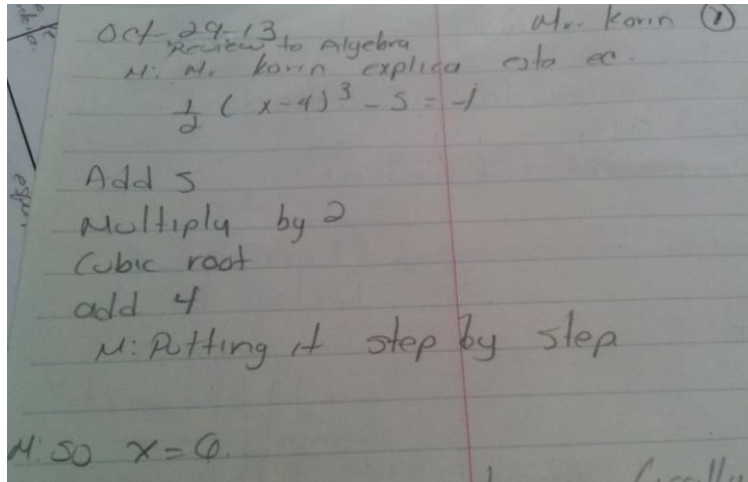 Oct-29-13 Mr. Korin 1
Review to Algebra
M: M. Korin explica esta ec.
1/2 (x-4)³ - 5 = -1
Add 5
Multiply by 2
Cubic root
add 4
M: Putting it step by step
M: so x = 6.